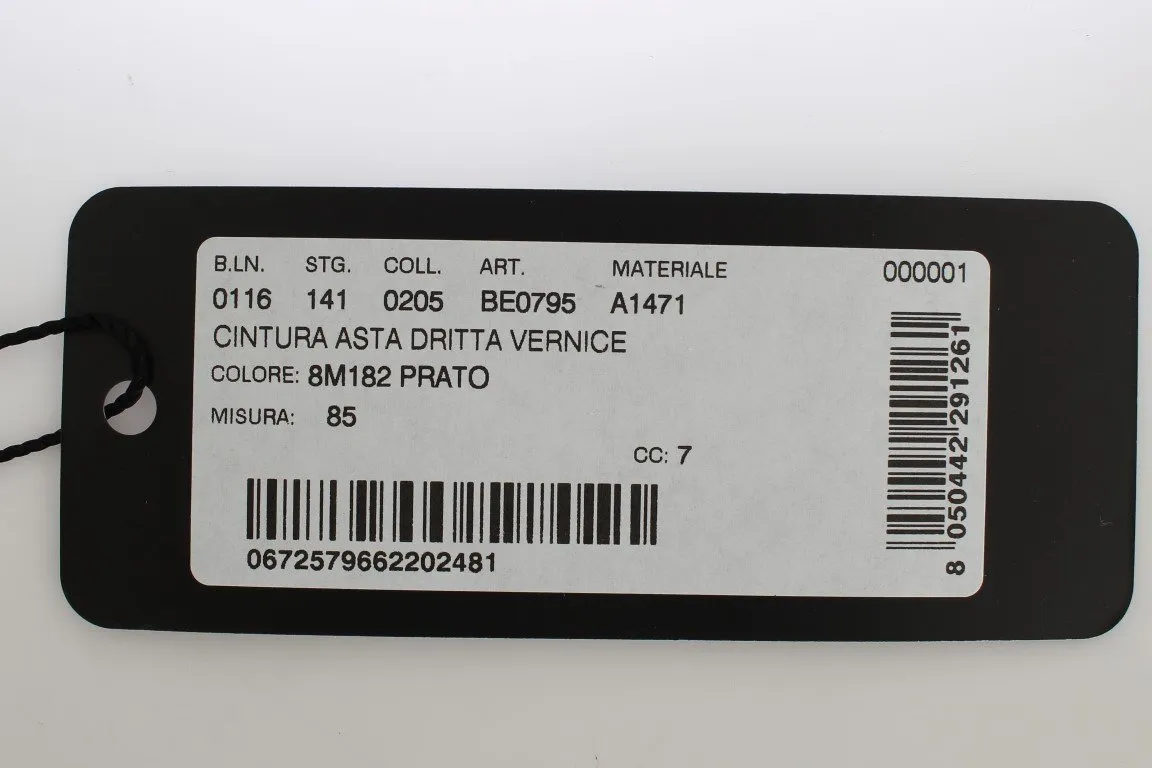 B.LN. STG. COLL. ART. MATERIALE 000001
0116 141 0205 BE0795 A1471
CINTURA ASTA DRITTA VERNICE
COLORE: 8M182 PRATO
MISURA: 85
CC: 7
0672579662202481
8 050442 291261